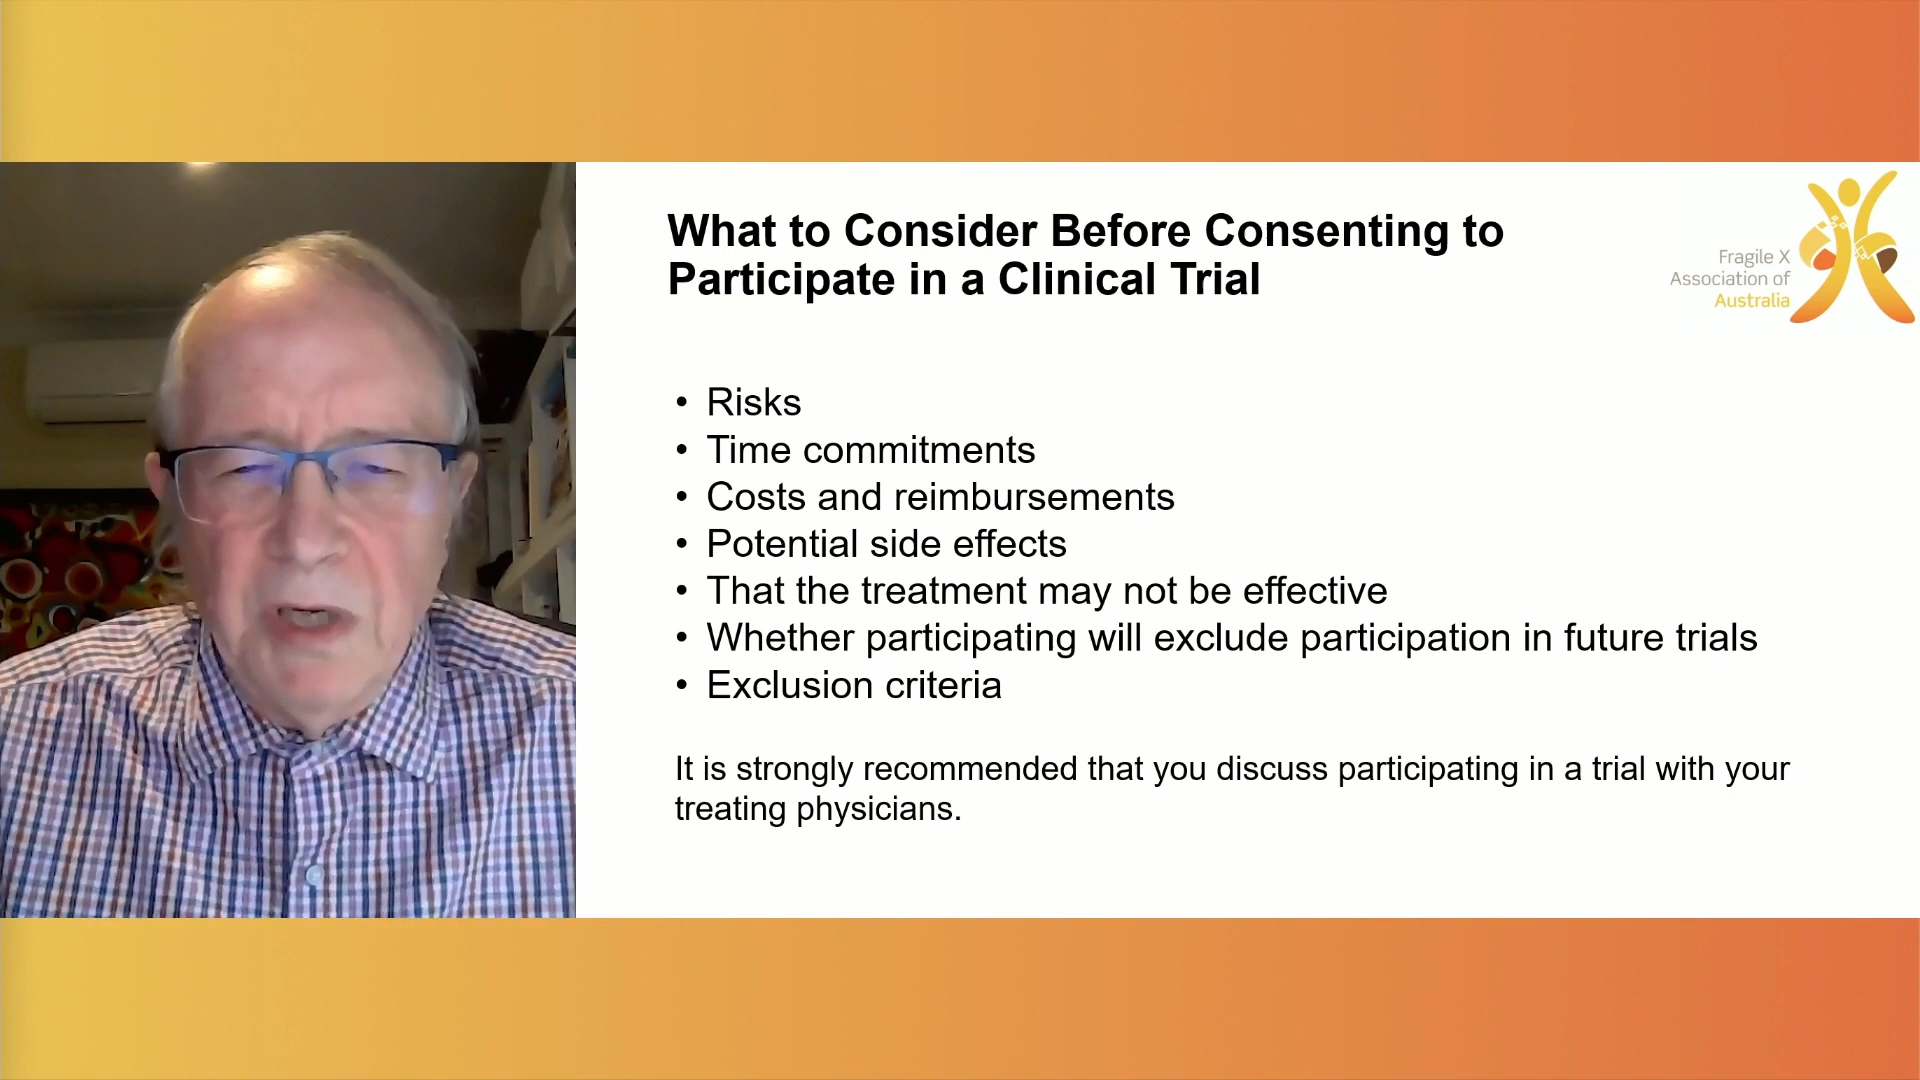 What to Consider Before Consenting to
Participate in a Clinical Trial
Fragile X
Association of
Australia
• Risks
• Time commitments
• Costs and reimbursements
• Potential side effects
• That the treatment may not be effective
• Whether participating will exclude participation in future trials
• Exclusion criteria
It is strongly recommended that you discuss participating in a trial with your
treating physicians.